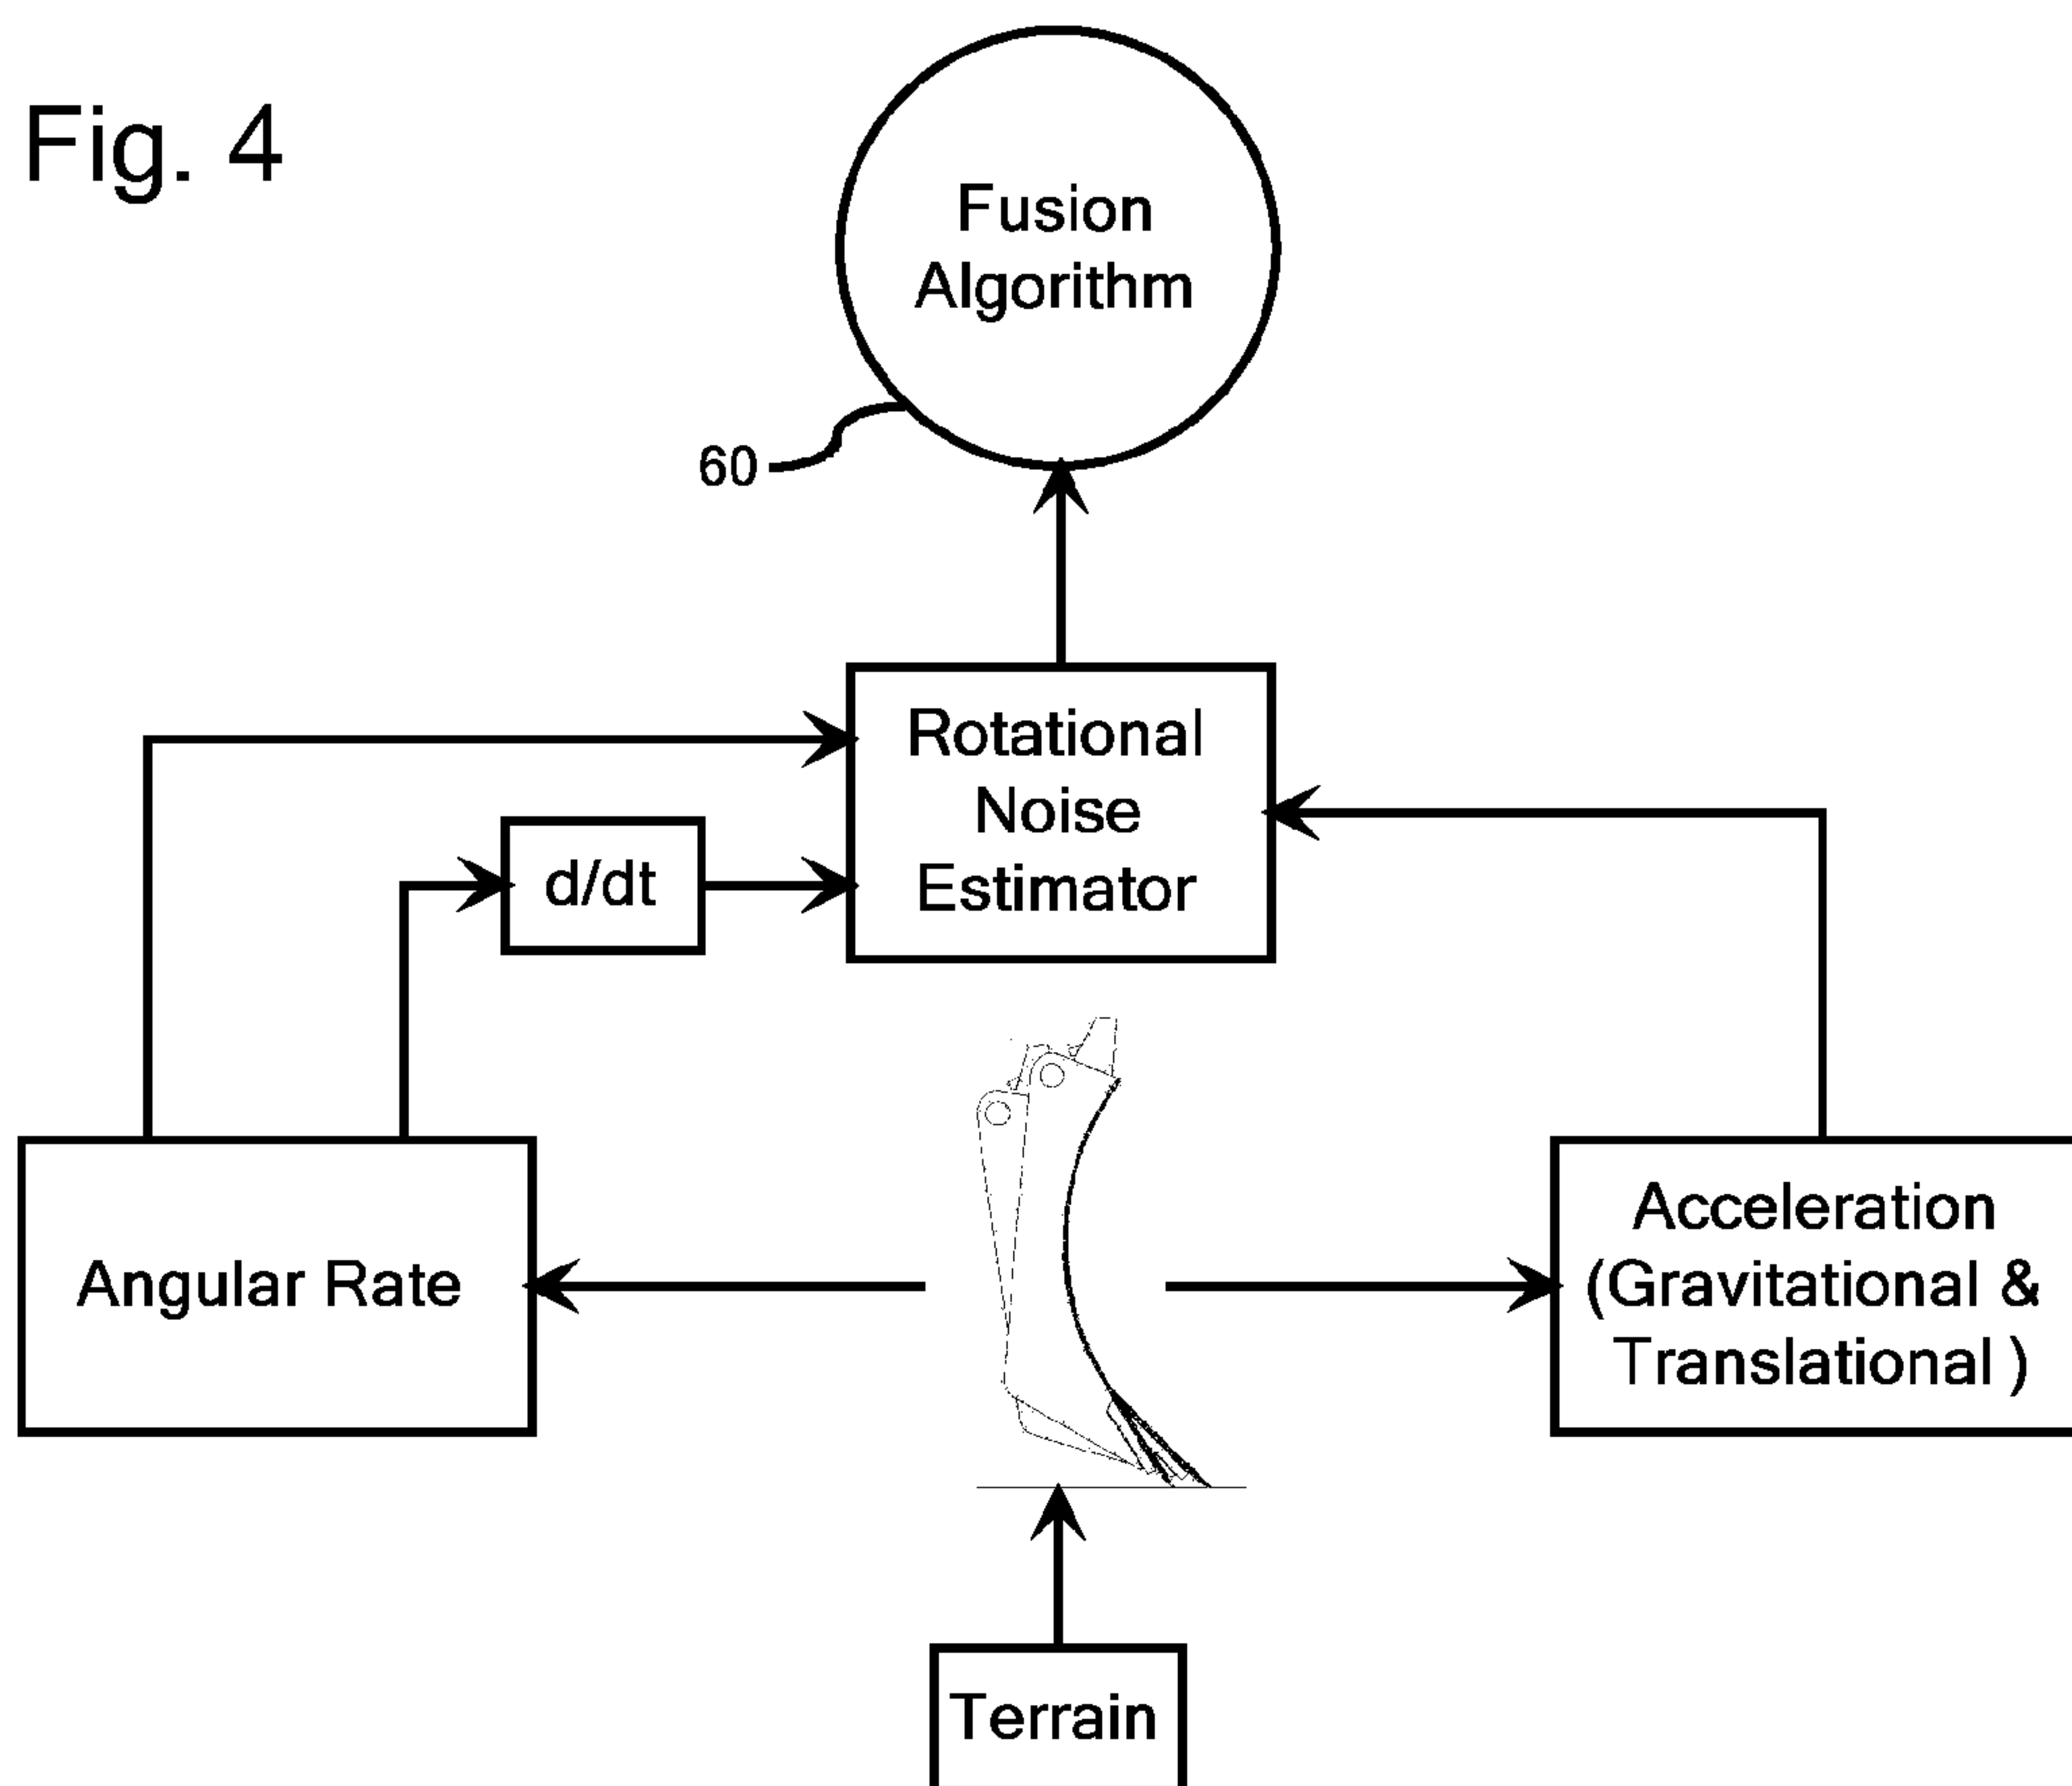 Fig. 4
Fusion
Algorithm
60
Rotational
Noise
Estimator
d/dt
Angular Rate
Acceleration
(Gravitational &
Translational )
Terrain